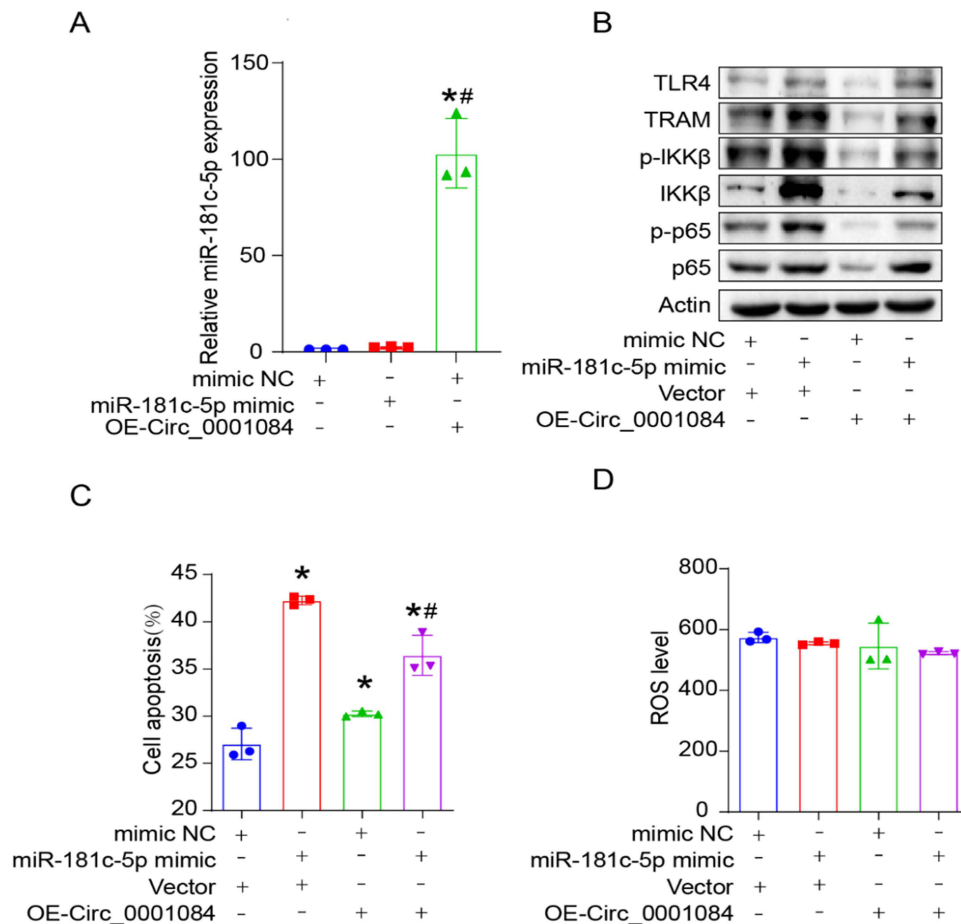 A
Relative miR-181c-5p expression
150
100
50
0
*#
mimic NC + - +
miR-181c-5p mimic - + -
OE-Circ_0001084 - - +
B
TLR4
TRAM
p-IKKβ
IKKβ
p-p65
p65
Actin
mimic NC + - + -
miR-181c-5p mimic - + - +
Vector + + - -
OE-Circ_0001084 - - + +
C
Cell apoptosis(%)
45
40
35
30
25
20
*
*
*#
mimic NC + - + -
miR-181c-5p mimic - + - +
Vector + + - -
OE-Circ_0001084 - - + +
D
ROS level
800
600
400
200
0
mimic NC + - + -
miR-181c-5p mimic - + - +
Vector + + - -
OE-Circ_0001084 - - + +